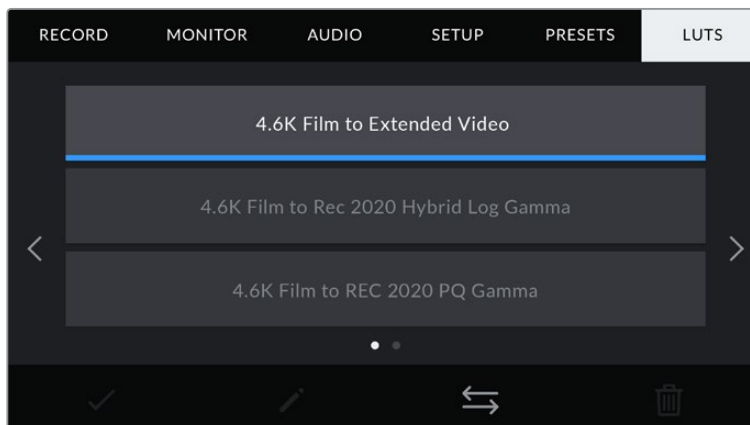 RECORD MONITOR AUDIO SETUP PRESETS LUTS
4.6K Film to Extended Video
4.6K Film to Rec 2020 Hybrid Log Gamma
4.6K Film to REC 2020 PQ Gamma